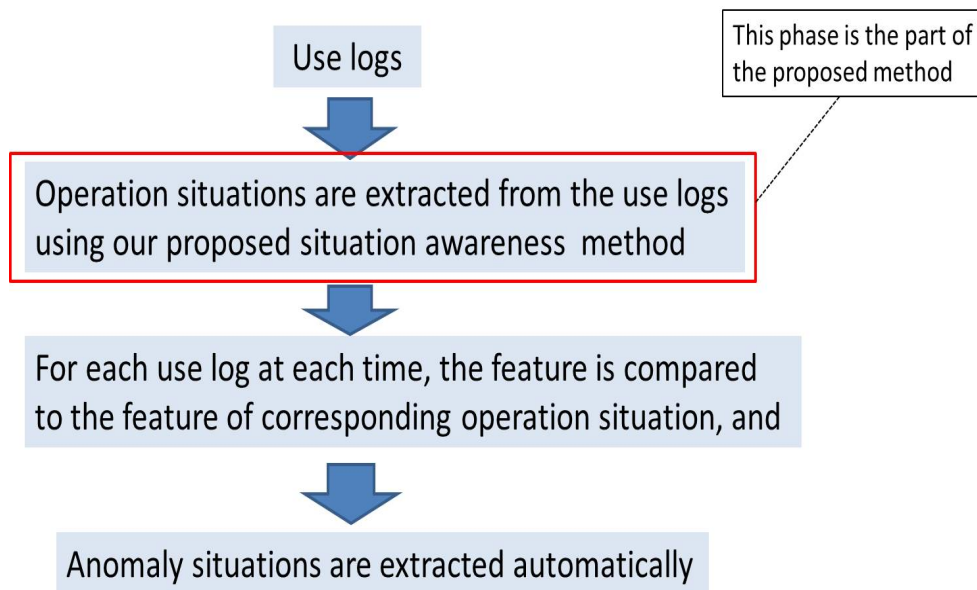 Use logs
This phase is the part of
the proposed method
Operation situations are extracted from the use logs
using our proposed situation awareness method
For each use log at each time, the feature is compared
to the feature of corresponding operation situation, and
Anomaly situations are extracted automatically